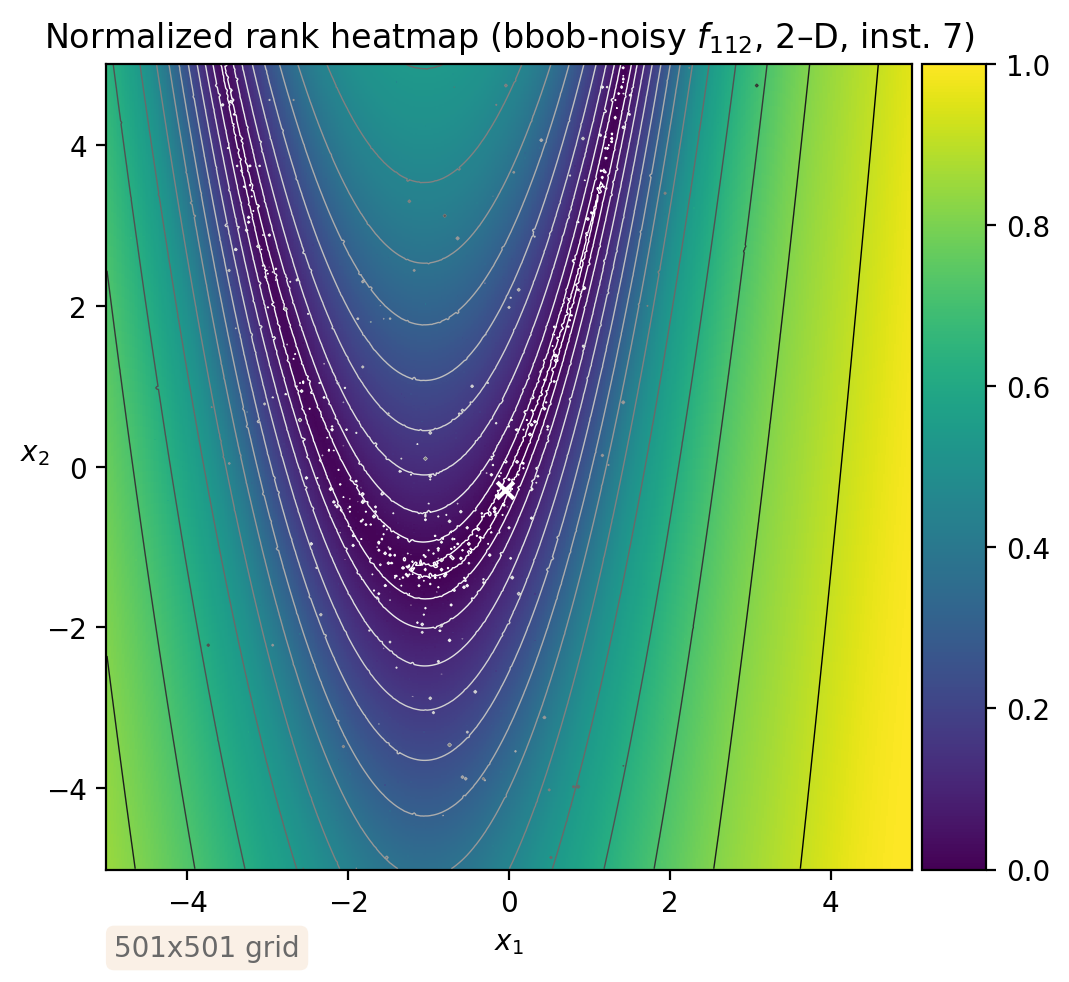 Normalized rank heatmap (bbob-noisy f₁₁₂, 2–D, inst. 7)
1.0
0.8
0.6
0.4
0.2
0.0
4
2
0
−2
−4
x₂
−4 −2 0 2 4
x₁
501x501 grid